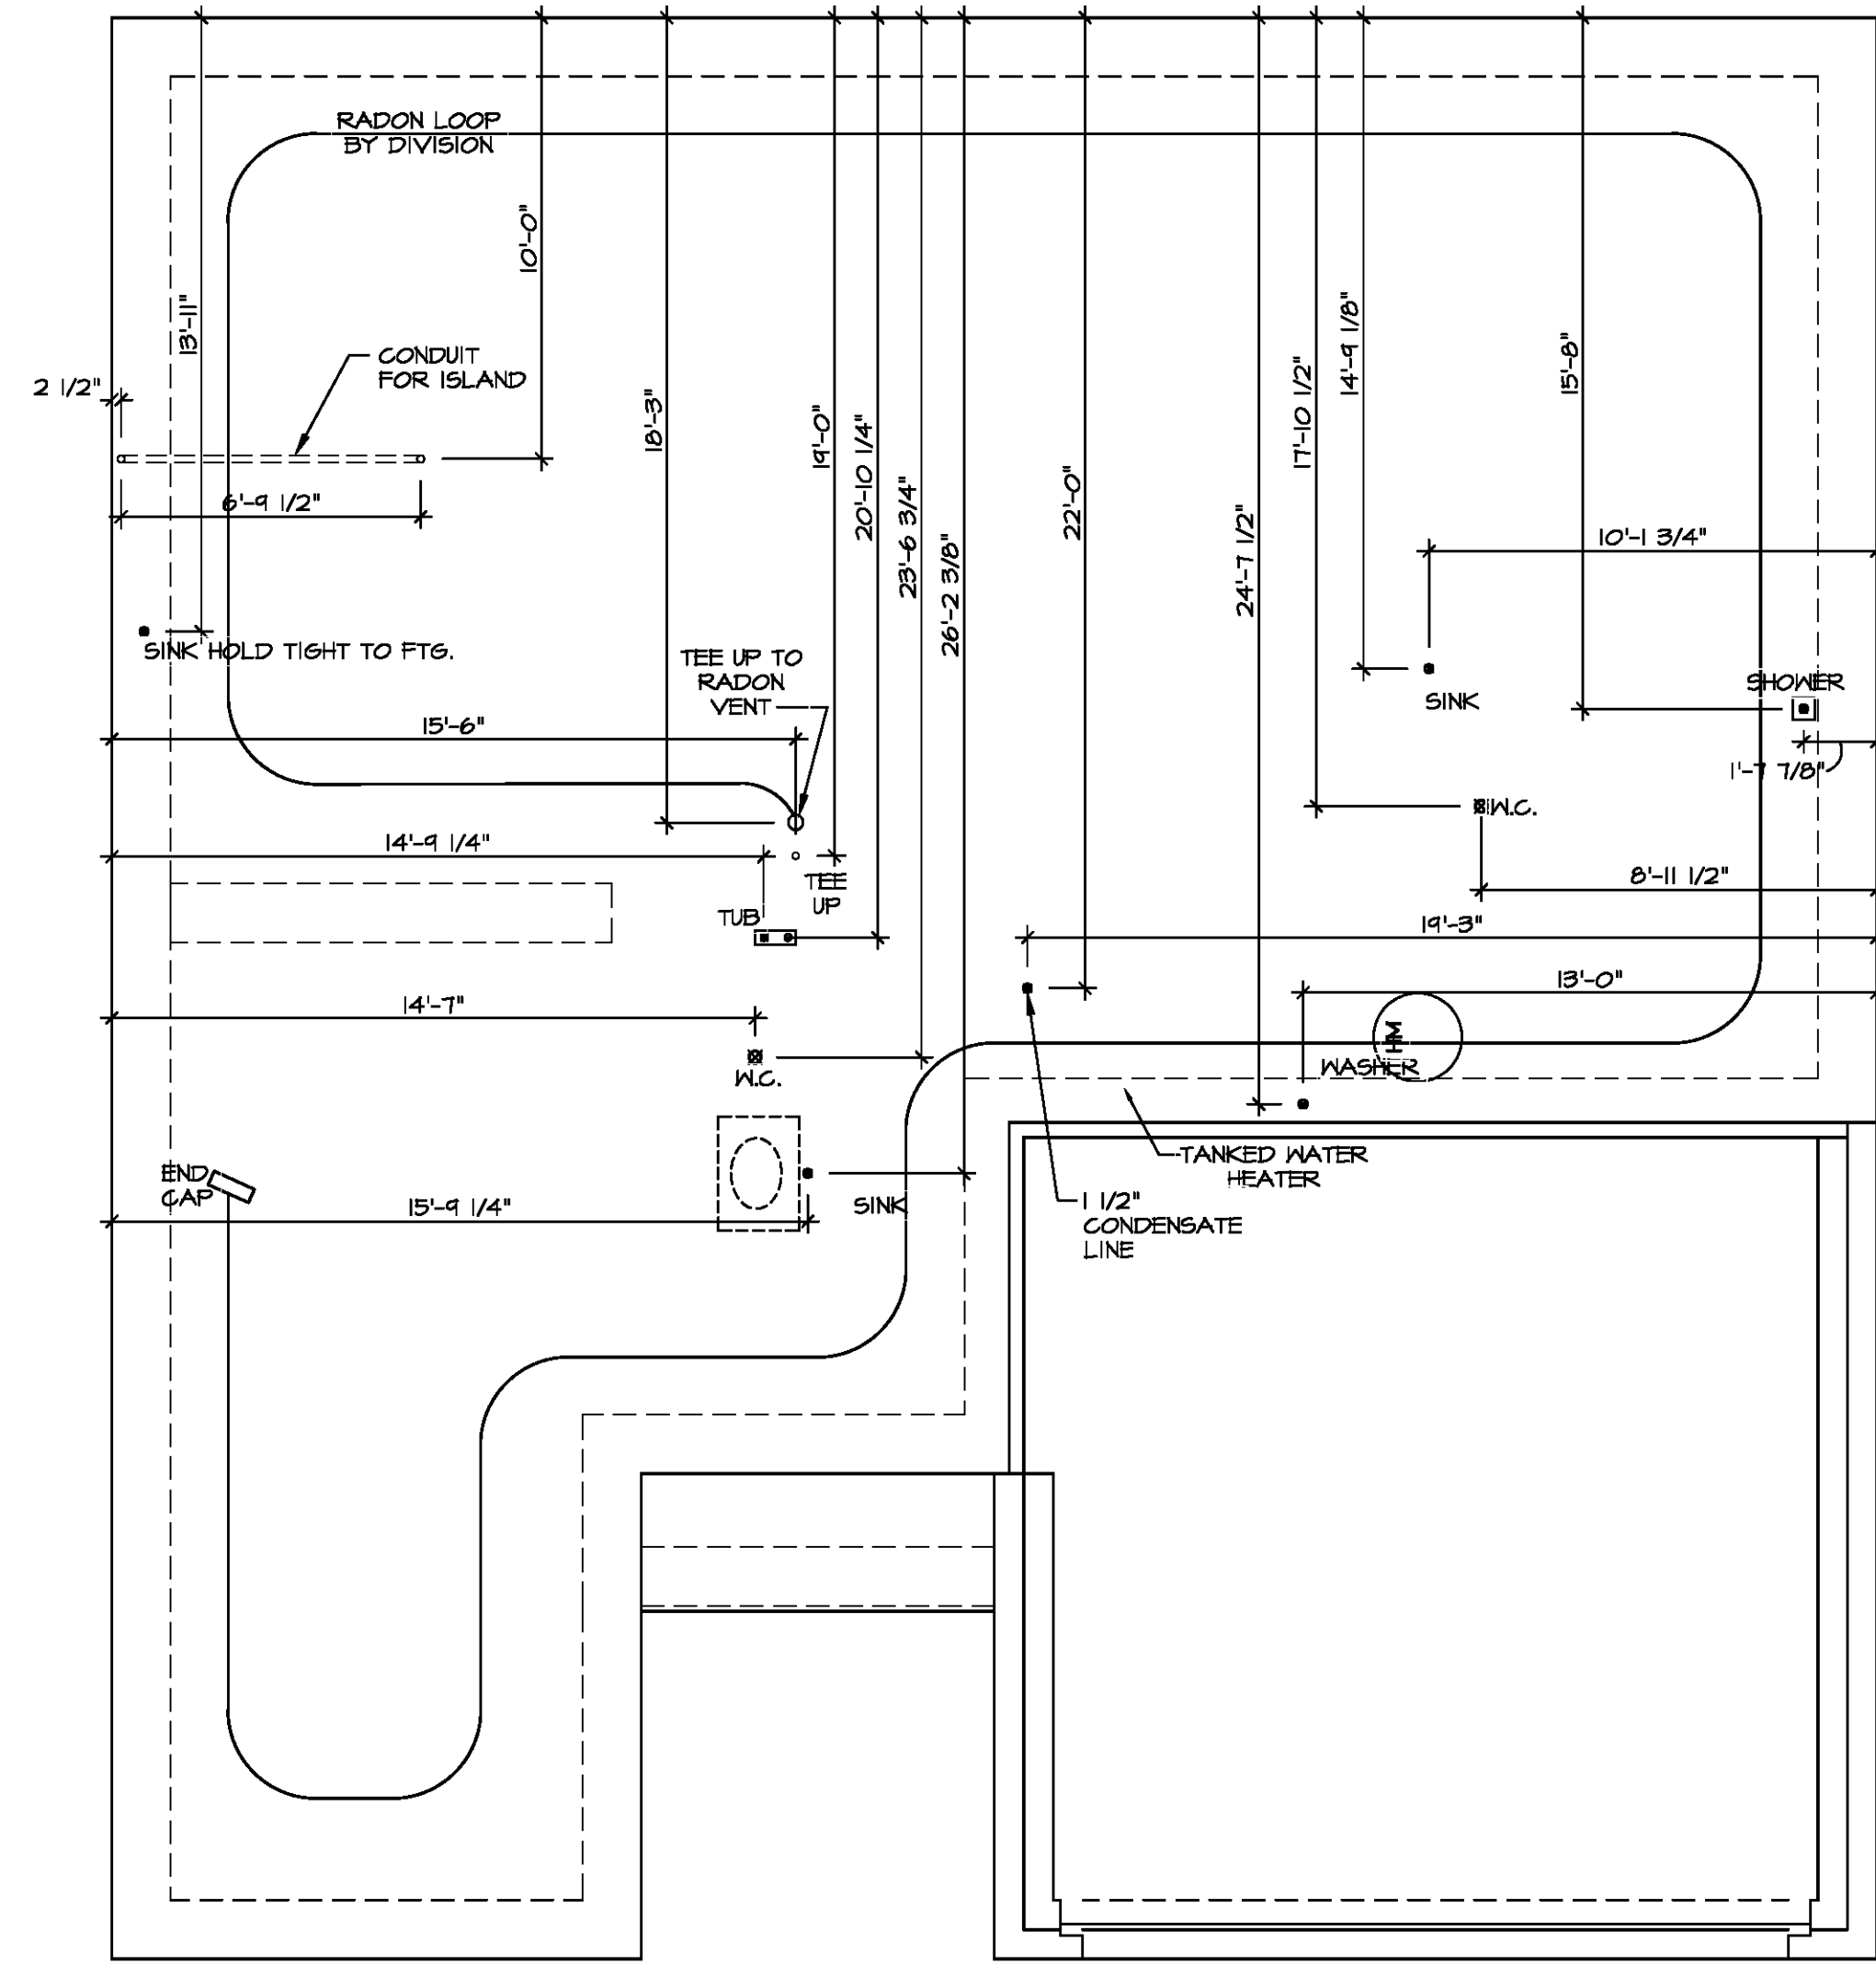 RADON LOOP
BY DIVISION
10'-0"
13'-11"
CONDUIT
FOR ISLAND
2 1/2"
6'-9 1/2"
18'-3"
19'-0"
20'-10 1/4"
23'-6 3/4"
26'-2 3/8"
22'-0"
24'-7 1/2"
17'-10 1/2"
14'-9 1/8"
15'-8"
10'-1 3/4"
SINK HOLD TIGHT TO FTG.
TEE UP TO
RADON
VENT
SINK
SHOWER
15'-6"
1'-7 7/8"
W.C.
14'-9 1/4"
8'-11 1/2"
TEE
UP
TUB
19'-3"
13'-0"
14'-7"
HM
WASHER
W.C.
TANKED WATER
HEATER
END
CAP
15'-9 1/4"
SINK
1 1/2"
CONDENSATE
LINE